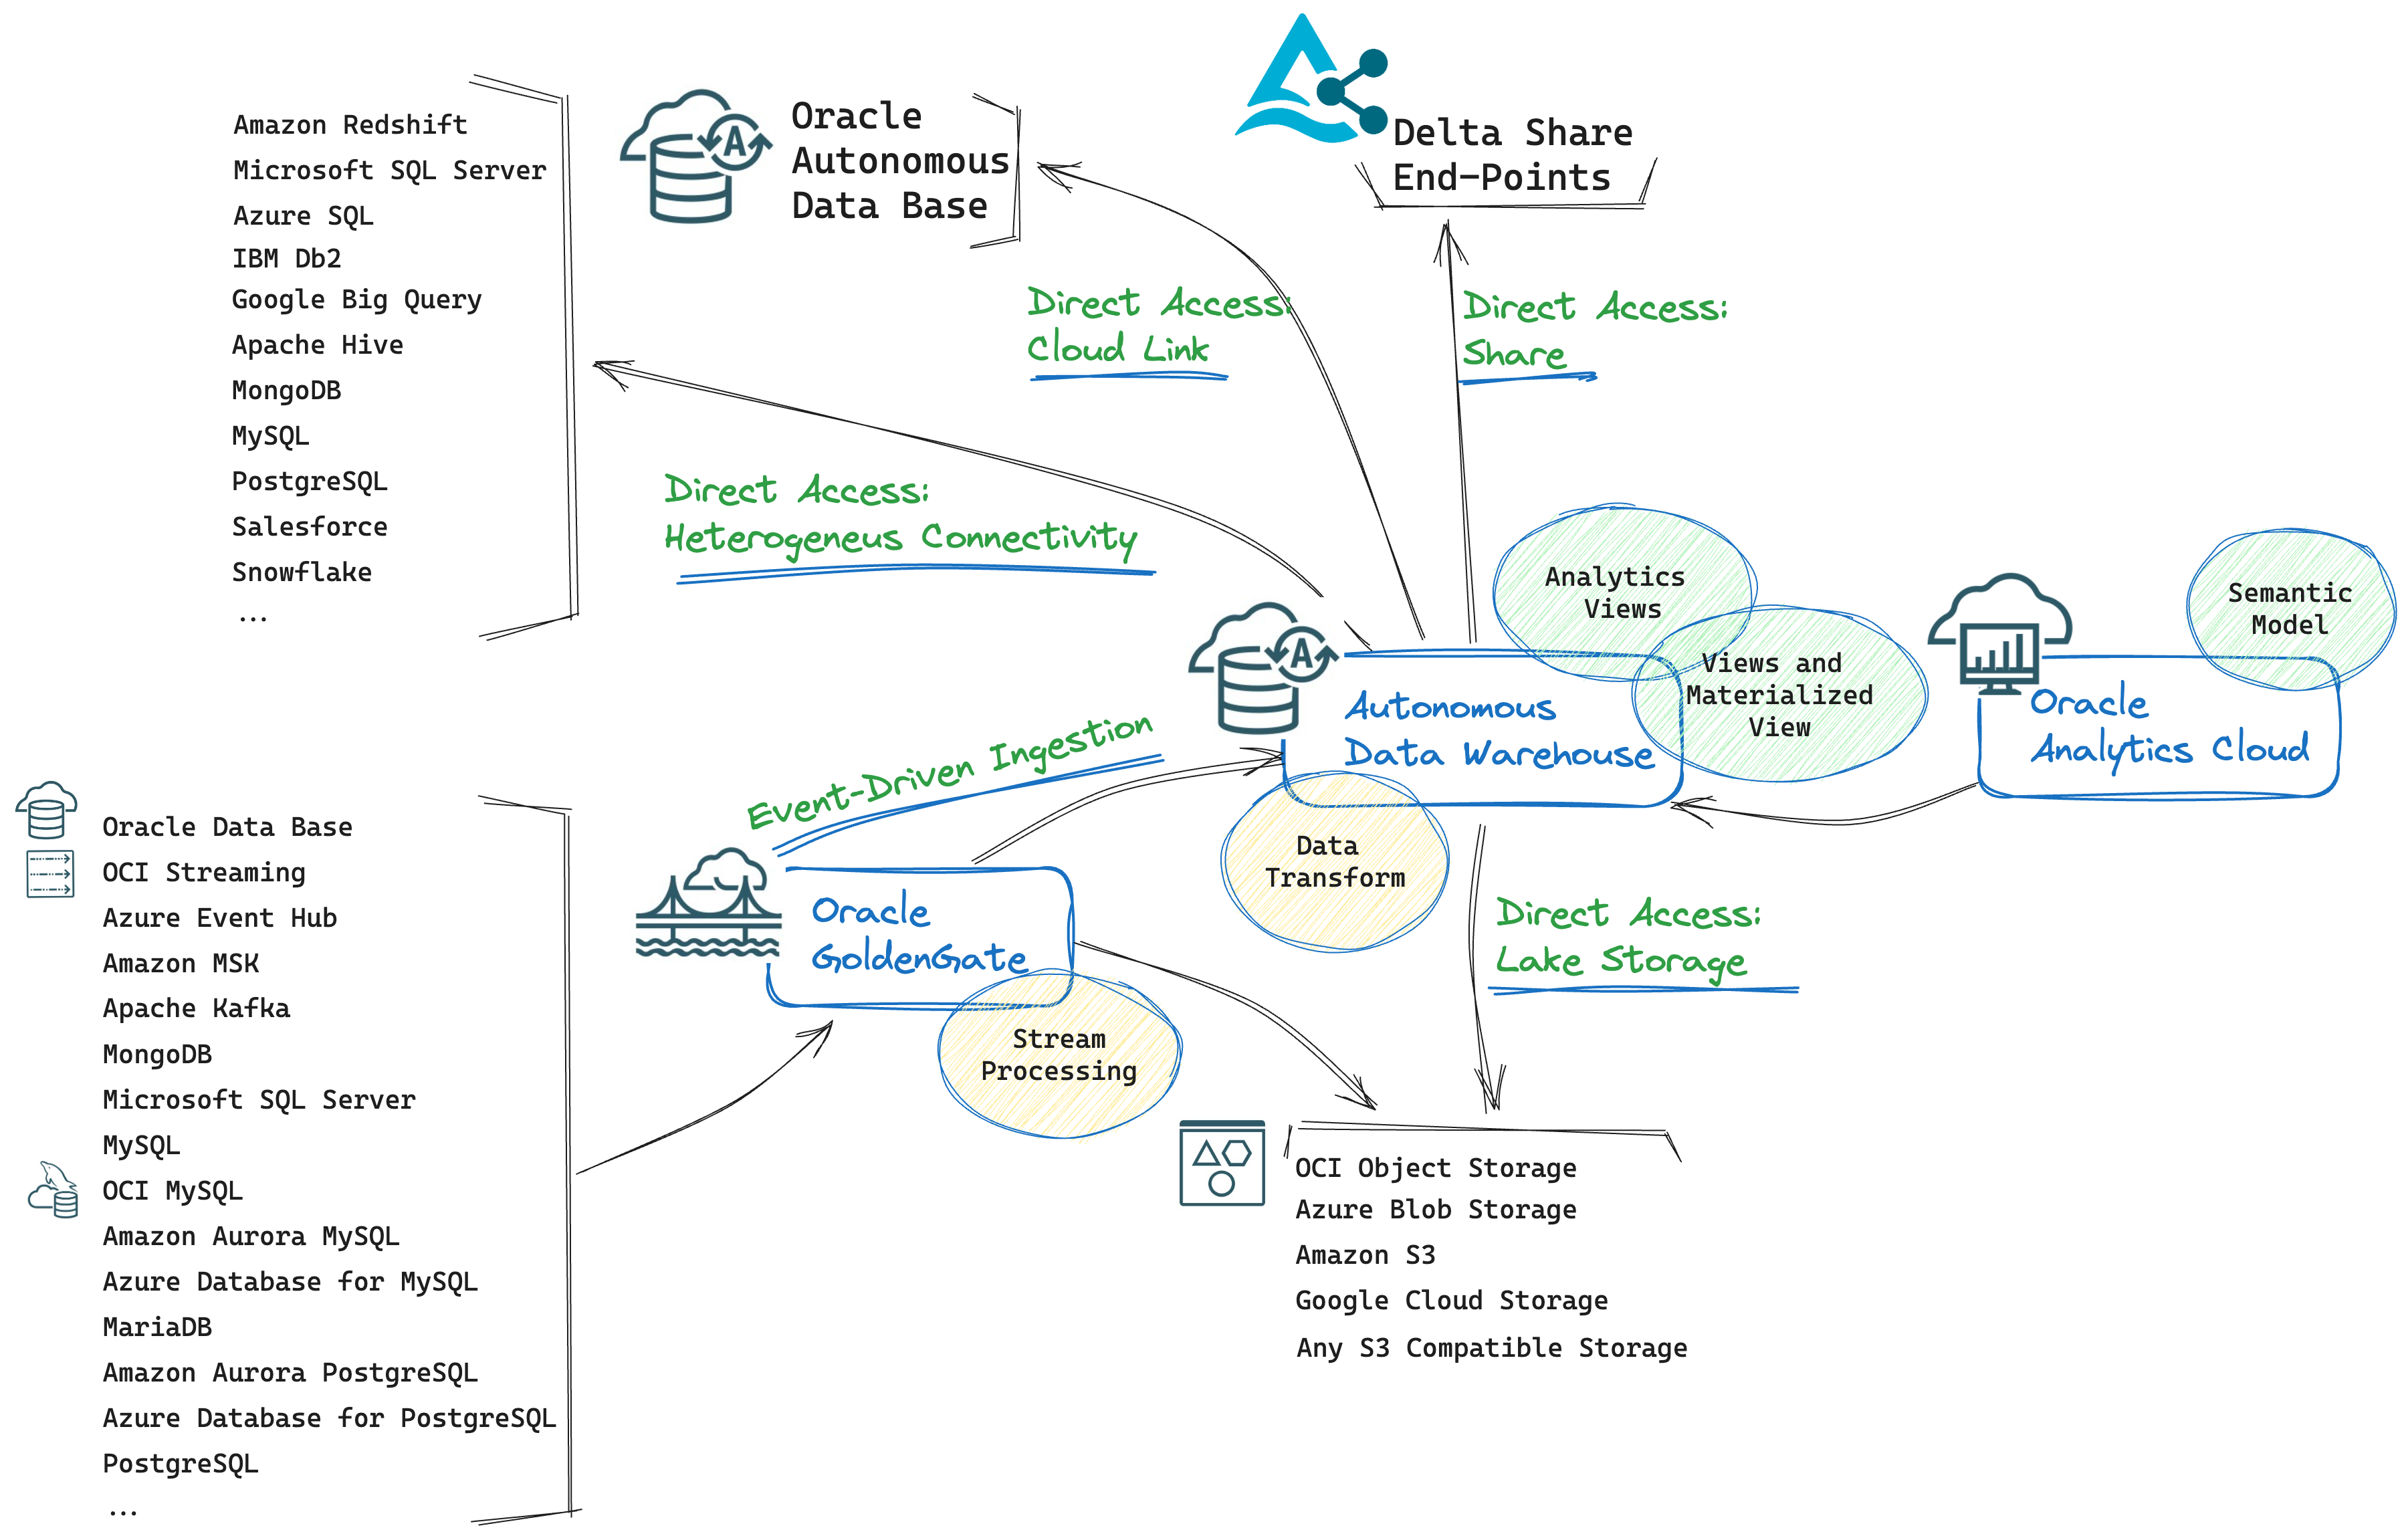 Amazon Redshift
Microsoft SQL Server
Azure SQL
IBM Db2
Google Big Query
Apache Hive
MongoDB
MySQL
PostgreSQL
Salesforce
Snowflake
...
A
Oracle
Autonomous
Data Base
Delta Share
End-Points
Direct Access:
Cloud Link
Direct Access:
Share
Direct Access:
Heterogeneus Connectivity
Analytics
Views
Views and
Materialized
View
Semantic
Model
A
Autonomous
Data Warehouse
Oracle
Analytics Cloud
Event-Driven Ingestion
Data
Transform
Oracle
GoldenGate
Stream
Processing
Direct Access:
Lake Storage
Oracle Data Base
OCI Streaming
Azure Event Hub
Amazon MSK
Apache Kafka
MongoDB
Microsoft SQL Server
MySQL
OCI MySQL
Amazon Aurora MySQL
Azure Database for MySQL
MariaDB
Amazon Aurora PostgreSQL
Azure Database for PostgreSQL
PostgreSQL
...
OCI Object Storage
Azure Blob Storage
Amazon S3
Google Cloud Storage
Any S3 Compatible Storage